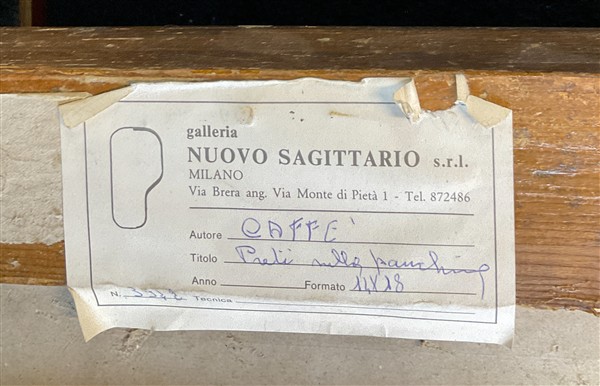 galleria
NUOVO SAGITTARIO s.r.l.
MILANO
Via Brera ang. Via Monte di Pietà 1 - Tel. 872486
Autore CAFFE'
Titolo Preti sulla panchina
Anno Formato 14X18
N. Tecnica